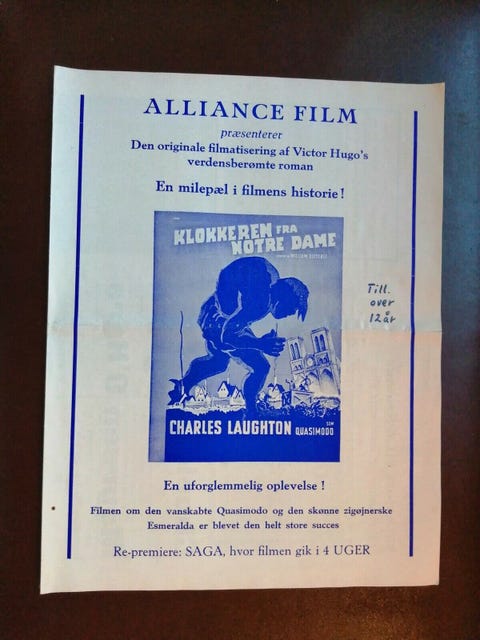 ALLIANCE FILM
præsenterer
Den originale filmatisering af Victor Hugo's
verdensberømte roman
En milepæl i filmens historie!
KLOKKEREN FRA
NOTRE DAME
WILLIAM DIETERLE
Till.
over
12 år
CHARLES LAUGHTON SOM
QUASIMODO
En uforglemmelig oplevelse !
Filmen om den vanskabte Quasimodo og den skønne zigøjnerske
Esmeralda er blevet den helt store succes
Re-premiere: SAGA, hvor filmen gik i 4 UGER